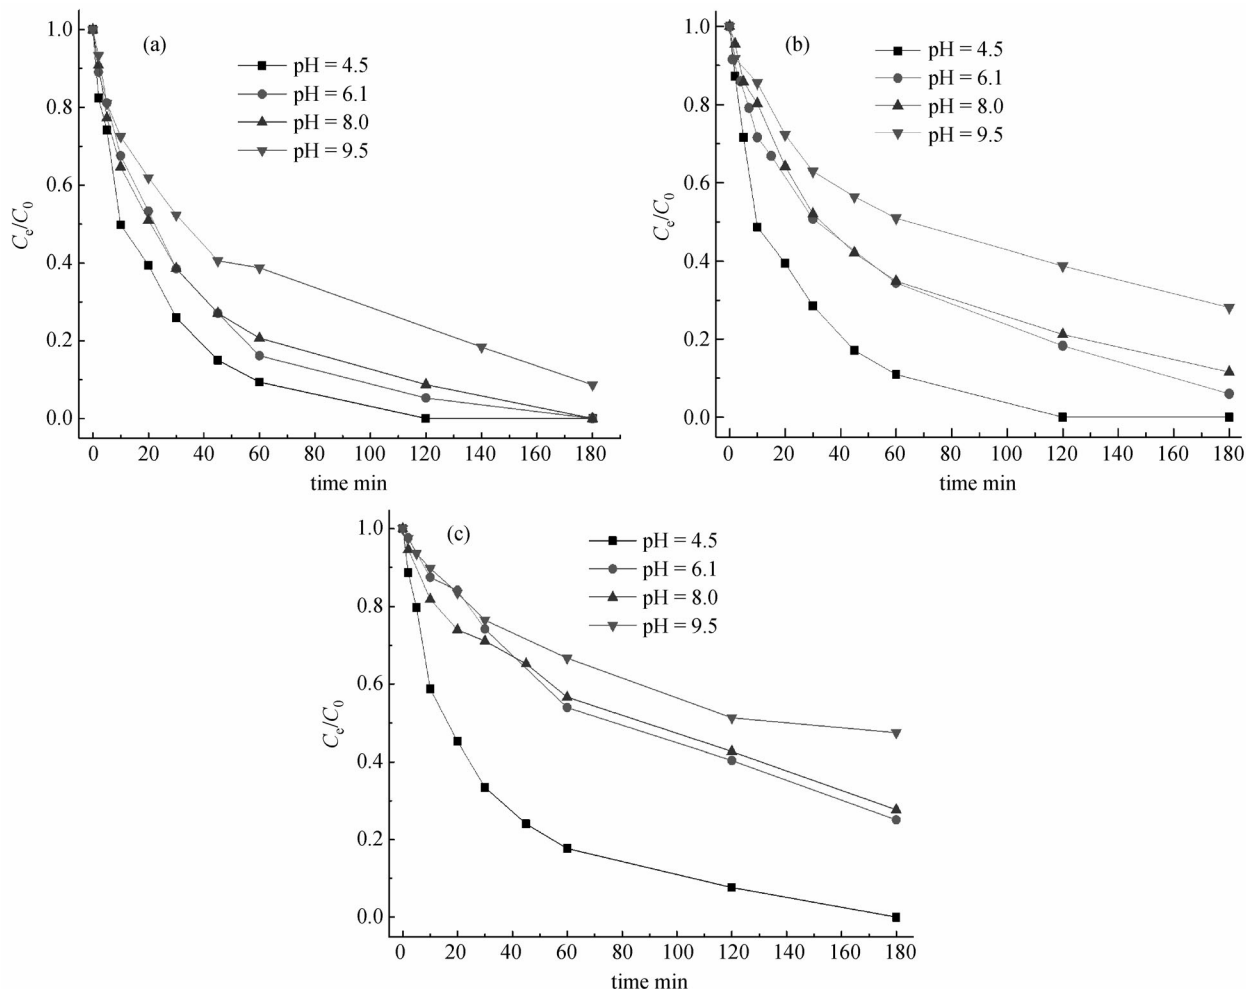 (a)
pH = 4.5
pH = 6.1
pH = 8.0
pH = 9.5
1.0
0.8
0.6
0.4
0.2
0.0
Ce/C0
0 20 40 60 80 100 120 140 160 180
time min
(b)
pH = 4.5
pH = 6.1
pH = 8.0
pH = 9.5
1.0
0.8
0.6
0.4
0.2
0.0
Ce/C0
0 20 40 60 80 100 120 140 160 180
time min
(c)
pH = 4.5
pH = 6.1
pH = 8.0
pH = 9.5
1.0
0.8
0.6
0.4
0.2
0.0
Ce/C0
0 20 40 60 80 100 120 140 160 180
time min